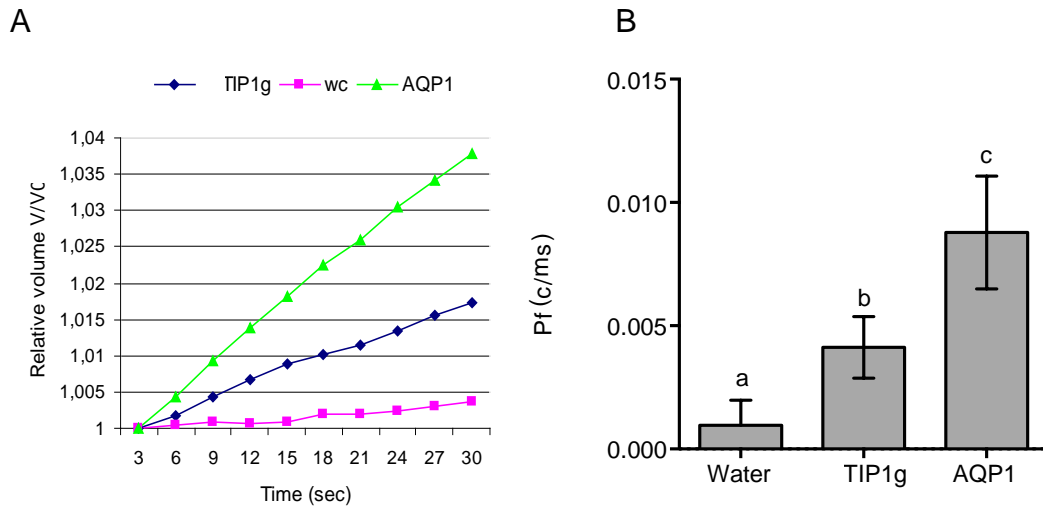 A
TIP1g wc AQP1
Relative volume V/V0
1,04
1,035
1,03
1,025
1,02
1,015
1,01
1,005
1
3 6 9 12 15 18 21 24 27 30
Time (sec)
B
Pf (c/ms)
0.015
0.010
0.005
0.000
a
b
c
Water TIP1g AQP1